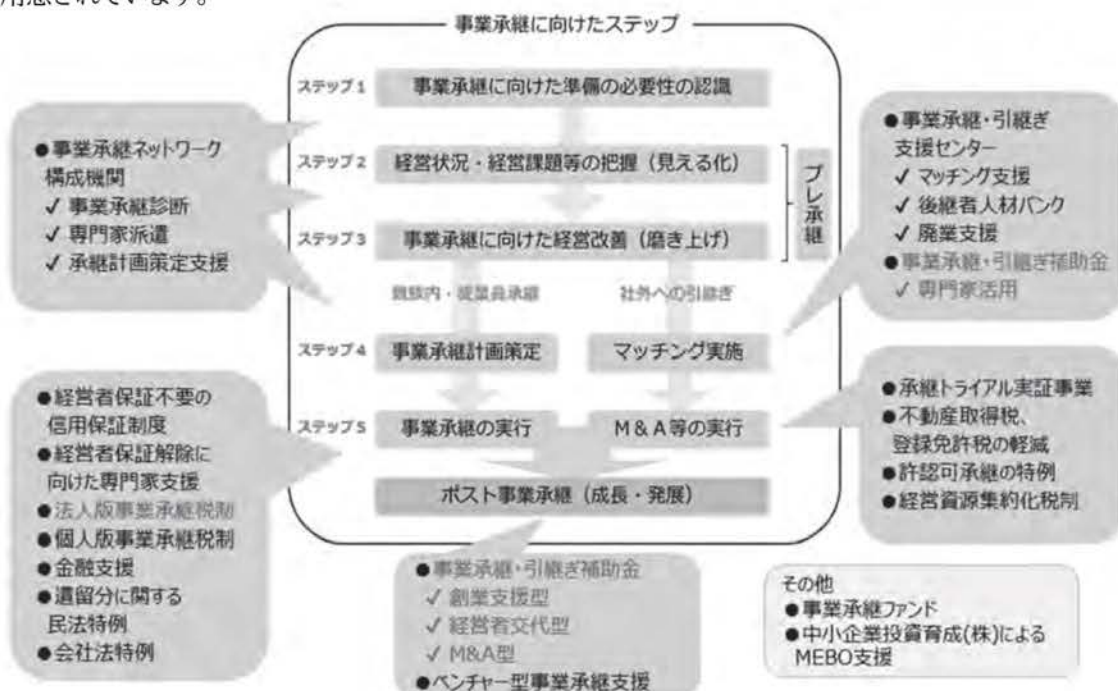 用意されています。
事業承継に向けたステップ
ステップ1
事業承継に向けた準備の必要性の認識
ステップ2
経営状況・経営課題等の把握（見える化）
ステップ3
事業承継に向けた経営改善（磨き上げ）
プレ承継
親族内・従業員承継
社外への引継ぎ
ステップ4
事業承継計画策定
マッチング実施
ステップ5
事業承継の実行
M&A等の実行
ポスト事業承継（成長・発展）
●事業承継ネットワーク
構成機関
✓ 事業承継診断
✓ 専門家派遣
✓ 承継計画策定支援
●経営者保証不要の
信用保証制度
●経営者保証解除に
向けた専門家支援
●法人版事業承継税制
●個人版事業承継税制
●金融支援
●遺留分に関する
民法特例
●会社法特例
●事業承継・引継ぎ
支援センター
✓ マッチング支援
✓ 後継者人材バンク
✓ 廃業支援
●事業承継・引継ぎ補助金
✓ 専門家活用
●承継トライアル実証事業
●不動産取得税、
登録免許税の軽減
●許認可承継の特例
●経営資源集約化税制
●事業承継・引継ぎ補助金
✓ 創業支援型
✓ 経営者交代型
✓ M&A型
●ベンチャー型事業承継支援
その他
●事業承継ファンド
●中小企業投資育成(株)による
MEBO支援